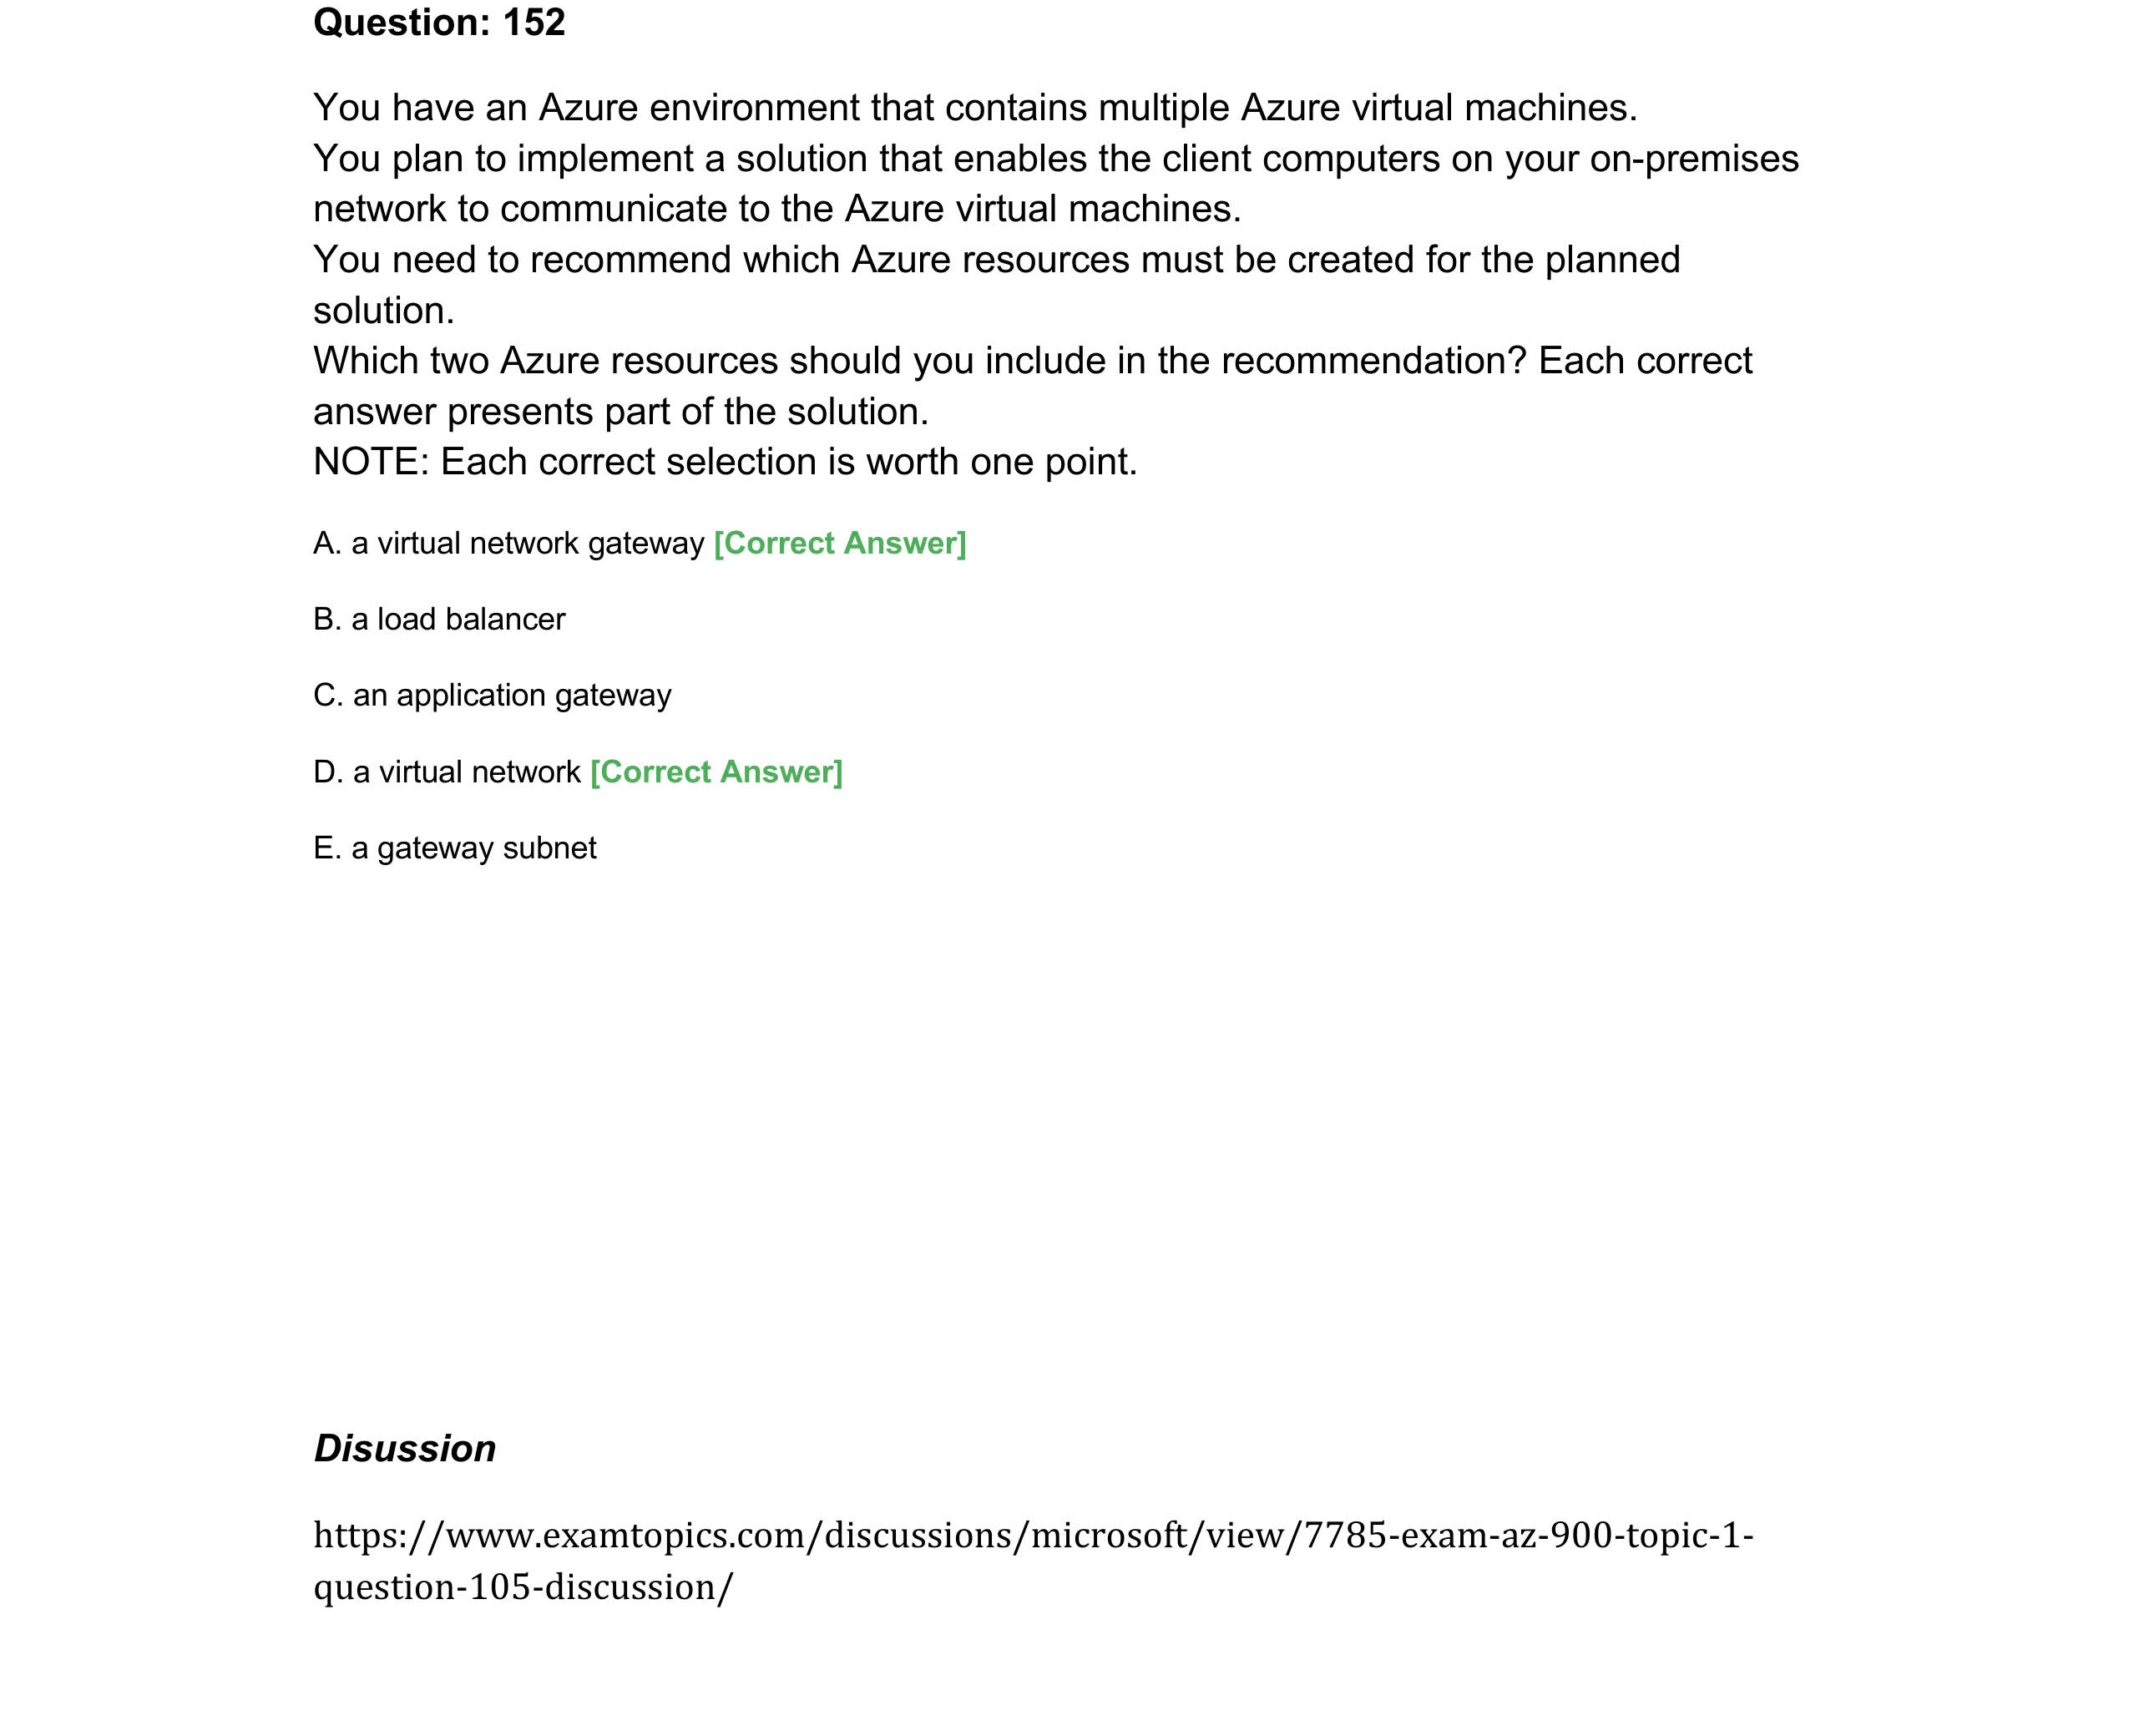 Question: 152
You have an Azure environment that contains multiple Azure virtual machines.
You plan to implement a solution that enables the client computers on your on-premises
network to communicate to the Azure virtual machines.
You need to recommend which Azure resources must be created for the planned
solution.
Which two Azure resources should you include in the recommendation? Each correct
answer presents part of the solution.
NOTE: Each correct selection is worth one point.
A. a virtual network gateway [Correct Answer]
B. a load balancer
C. an application gateway
D. a virtual network [Correct Answer]
E. a gateway subnet
Disussion
https://www.examtopics.com/discussions/microsoft/view/7785-exam-az-900-topic-1-
question-105-discussion/